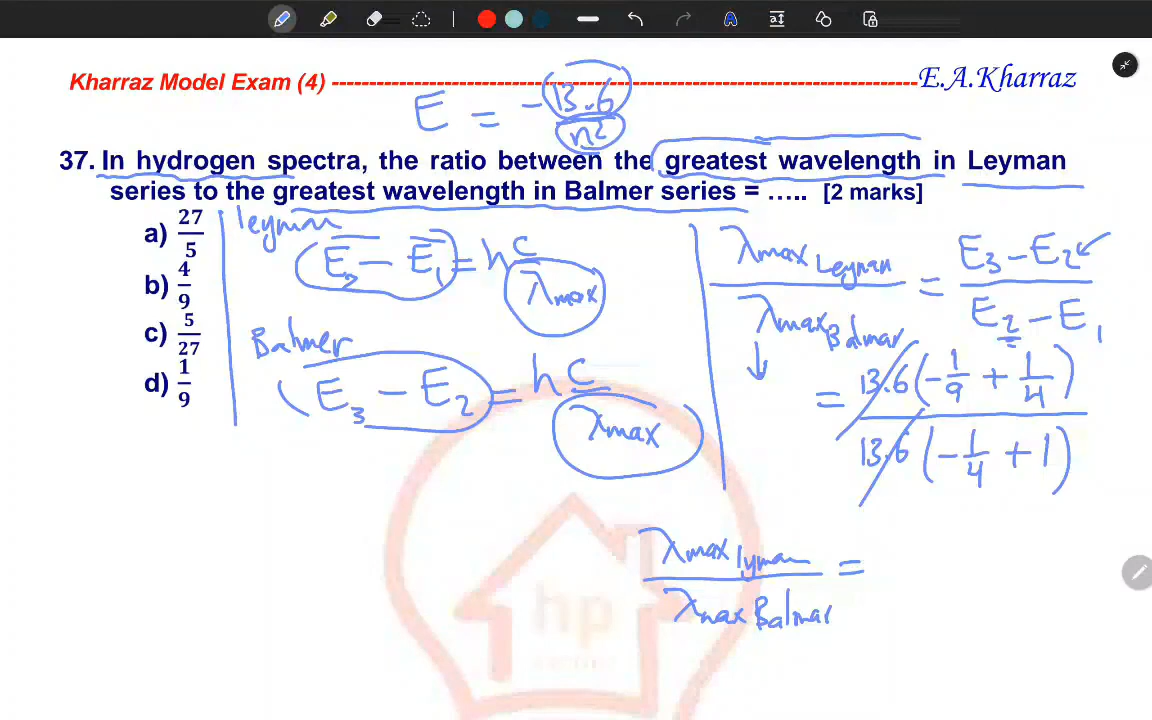 Kharraz Model Exam (4) ------------------------------------------------------------------------------E.A.Kharraz
E = -13.6/n²
37. In hydrogen spectra, the ratio between the greatest wavelength in Leyman
series to the greatest wavelength in Balmer series = ..... [2 marks]
a) 27/5
b) 4/9
c) 5/27
d) 1/9
Leyman
E₂ - E₁ = hc/λmax
Balmer
E₃ - E₂ = hc/λmax
λmax Leyman / λmax Balmar = E₃ - E₂ / E₂ - E₁
= 13.6(-1/9 + 1/4) / 13.6(-1/4 + 1)
λmax lyman / λmax Balmar =
hp